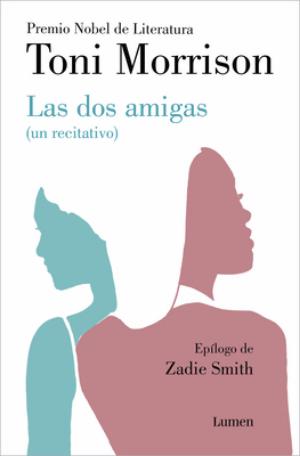 Premio Nobel de Literatura
Toni Morrison
Las dos amigas
(un recitativo)
Epílogo de
Zadie Smith
Lumen